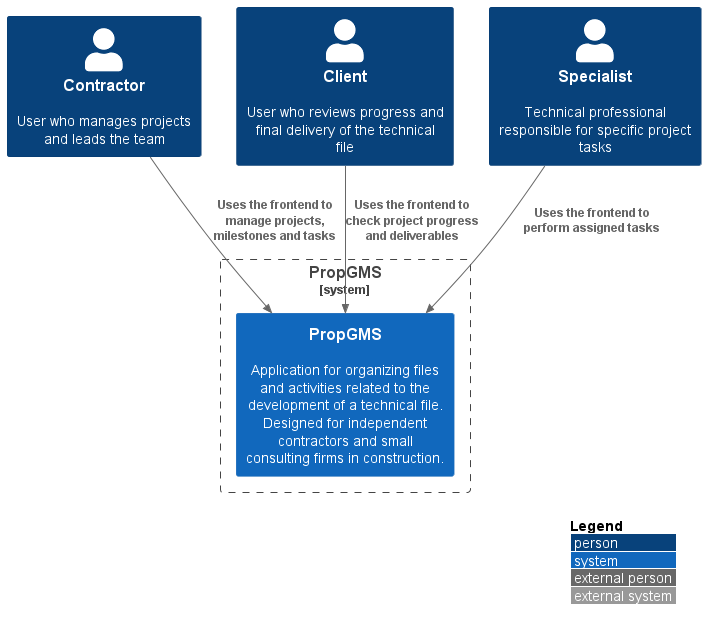 Contractor
User who manages projects
and leads the team
Client
User who reviews progress and
final delivery of the technical
file
Specialist
Technical professional
responsible for specific project
tasks
Uses the frontend to
manage projects,
milestones and tasks
Uses the frontend to
check project progress
and deliverables
Uses the frontend to
perform assigned tasks
PropGMS
[system]
PropGMS
Application for organizing files
and activities related to the
development of a technical file.
Designed for independent
contractors and small
consulting firms in construction.
Legend
person
system
external person
external system